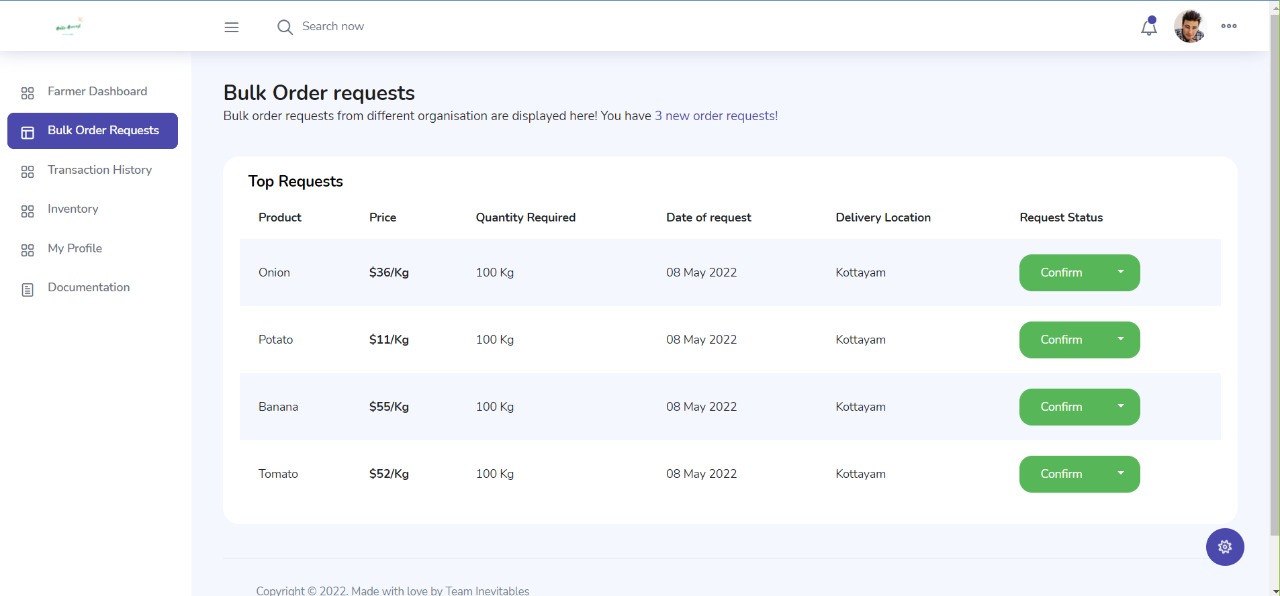 Search now
Farmer Dashboard
Bulk Order Requests
Transaction History
Inventory
My Profile
Documentation
Bulk Order requests
Bulk order requests from different organisation are displayed here! You have 3 new order requests!
Top Requests
Product Price Quantity Required Date of request Delivery Location Request Status
Onion $36/Kg 100 Kg 08 May 2022 Kottayam Confirm
Potato $11/Kg 100 Kg 08 May 2022 Kottayam Confirm
Banana $55/Kg 100 Kg 08 May 2022 Kottayam Confirm
Tomato $52/Kg 100 Kg 08 May 2022 Kottayam Confirm
Copyright © 2022. Made with love by Team Inevitables